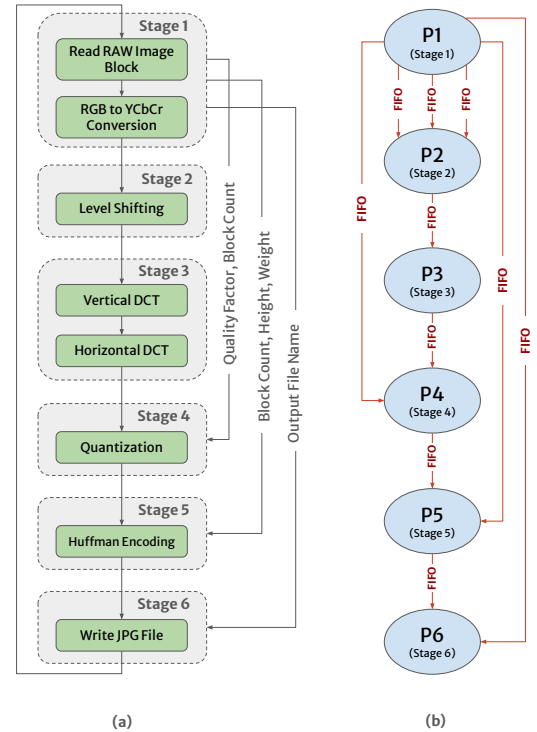 Stage 1
Read RAW Image
Block
RGB to YCbCr
Conversion
Stage 2
Level Shifting
Stage 3
Vertical DCT
Horizontal DCT
Stage 4
Quantization
Stage 5
Huffman Encoding
Stage 6
Write JPG File
Quality Factor, Block Count
Block Count, Height, Weight
Output File Name
(a)
P1
(Stage 1)
FIFO
FIFO
FIFO
P2
(Stage 2)
FIFO
FIFO
FIFO
FIFO
P3
(Stage 3)
FIFO
P4
(Stage 4)
FIFO
P5
(Stage 5)
FIFO
P6
(Stage 6)
(b)